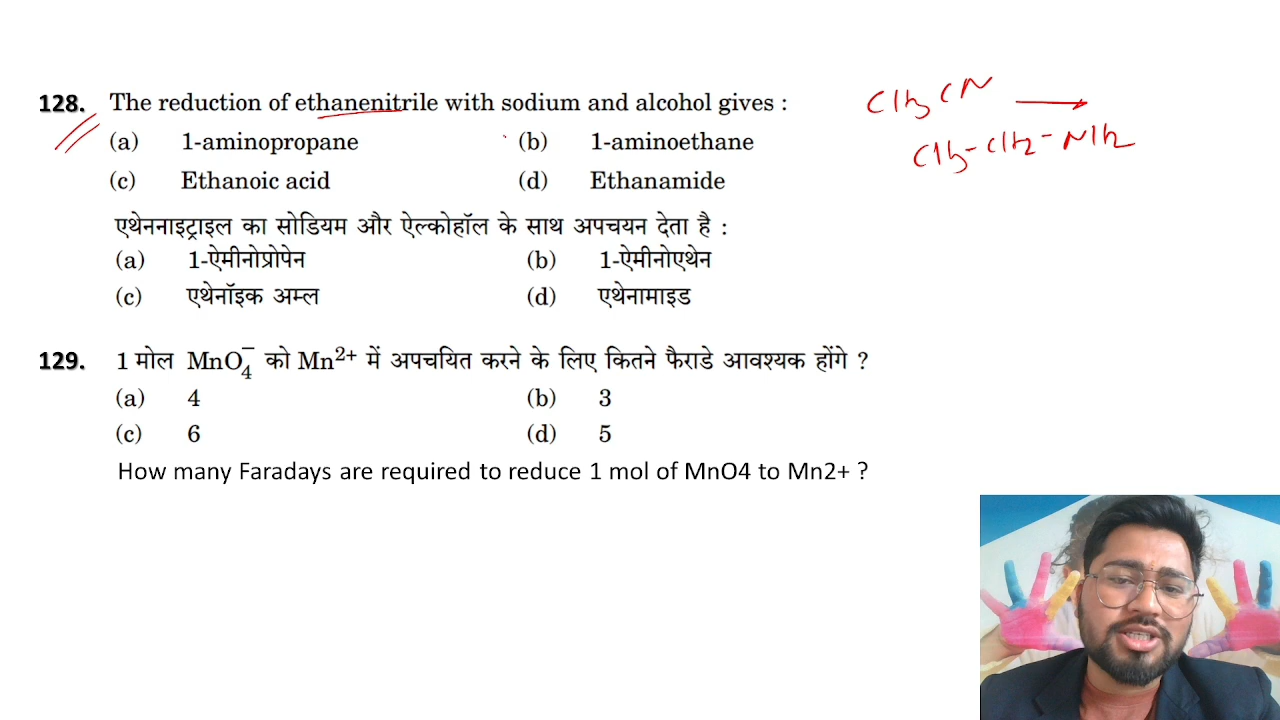 128. The reduction of ethanenitrile with sodium and alcohol gives :
(a) 1-aminopropane (b) 1-aminoethane
(c) Ethanoic acid (d) Ethanamide
एथेननाइट्राइल का सोडियम और ऐल्कोहॉल के साथ अपचयन देता है :
(a) 1-ऐमीनोप्रोपेन (b) 1-ऐमीनोएथेन
(c) एथेनॉइक अम्ल (d) एथेनामाइड
129. 1 मोल MnO₄⁻ को Mn²⁺ में अपचयित करने के लिए कितने फैराडे आवश्यक होंगे ?
(a) 4 (b) 3
(c) 6 (d) 5
How many Faradays are required to reduce 1 mol of MnO4 to Mn2+ ?
CH₃CN →
CH₃-CH₂-NH₂